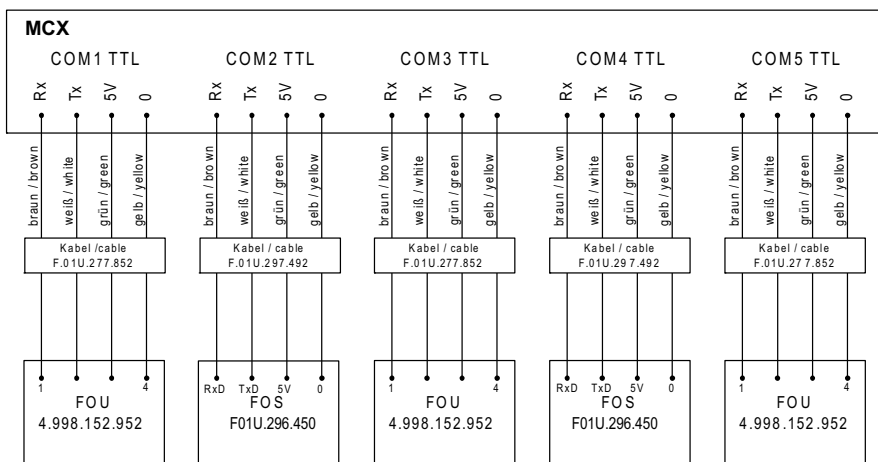 MCX
COM1 TTL COM2 TTL COM3 TTL COM4 TTL COM5 TTL
Rx Tx 5V 0 Rx Tx 5V 0 Rx Tx 5V 0 Rx Tx 5V 0 Rx Tx 5V 0
braun / brown weiß / white grün / green gelb / yellow braun / brown weiß / white grün / green gelb / yellow braun / brown weiß / white grün / green gelb / yellow braun / brown weiß / white grün / green gelb / yellow braun / brown weiß / white grün / green gelb / yellow
Kabel /cable Kabel / cable Kabel / cable Kabel / cable Kabel / cable
F.01U.277.852 F.01U.297.492 F.01U.277.852 F.01U.297.492 F.01U.277.852
1 4 RxD TxD 5V 0 1 4 RxD TxD 5V 0 1 4
FOU FOS FOU FOS FOU
4.998.152.952 F01U.296.450 4.998.152.952 F01U.296.450 4.998.152.952